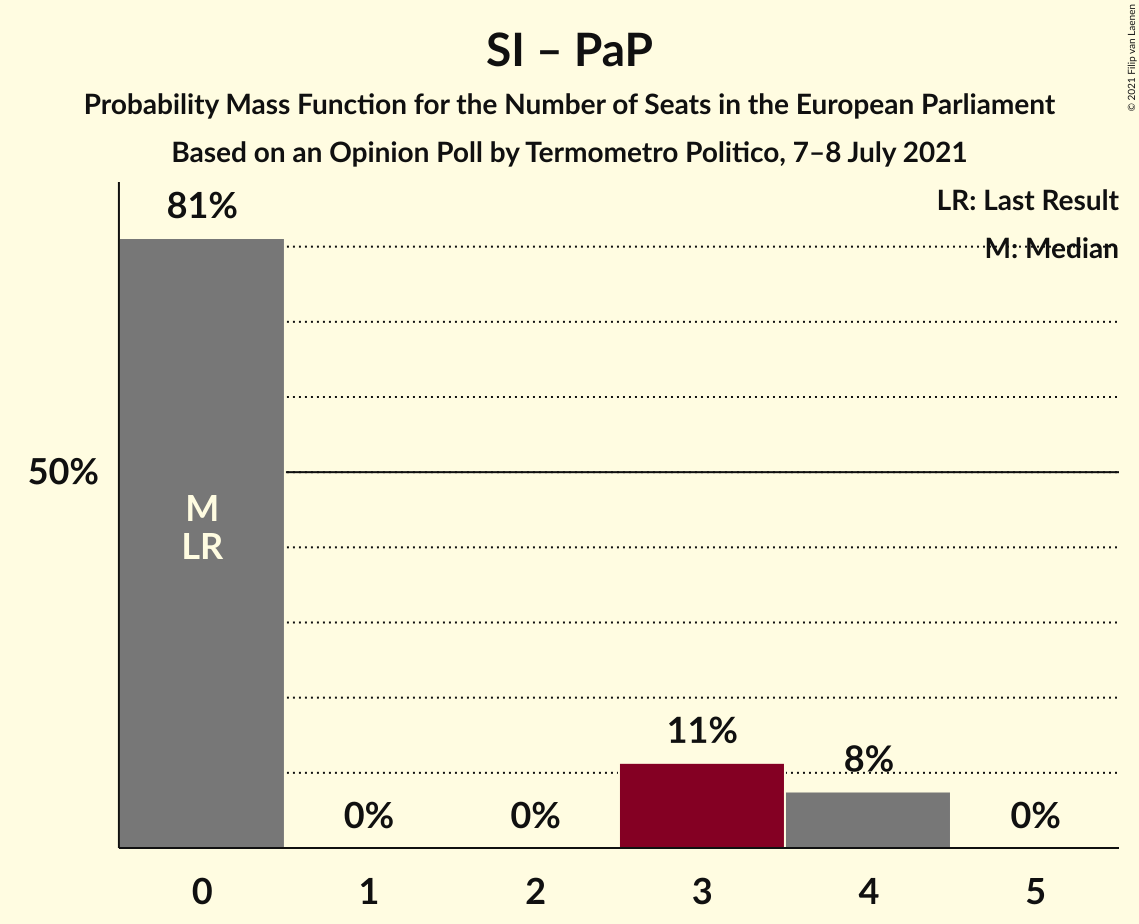 SI – PaP
Probability Mass Function for the Number of Seats in the European Parliament
Based on an Opinion Poll by Termometro Politico, 7–8 July 2021
© 2021 Filip van Laenen
LR: Last Result
M: Median
81%
50%
M
LR
0%
0%
11%
8%
0%
0
1
2
3
4
5